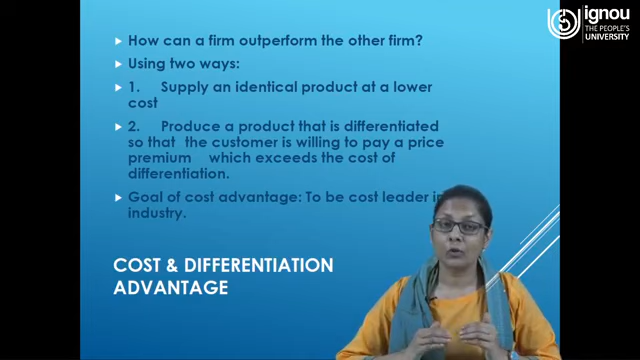 ignou
THE PEOPLE'S
UNIVERSITY
How can a firm outperform the other firm?
Using two ways:
1. Supply an identical product at a lower
cost
2. Produce a product that is differentiated
so that the customer is willing to pay a price
premium which exceeds the cost of
differentiation.
Goal of cost advantage: To be cost leader in
industry.
COST & DIFFERENTIATION
ADVANTAGE